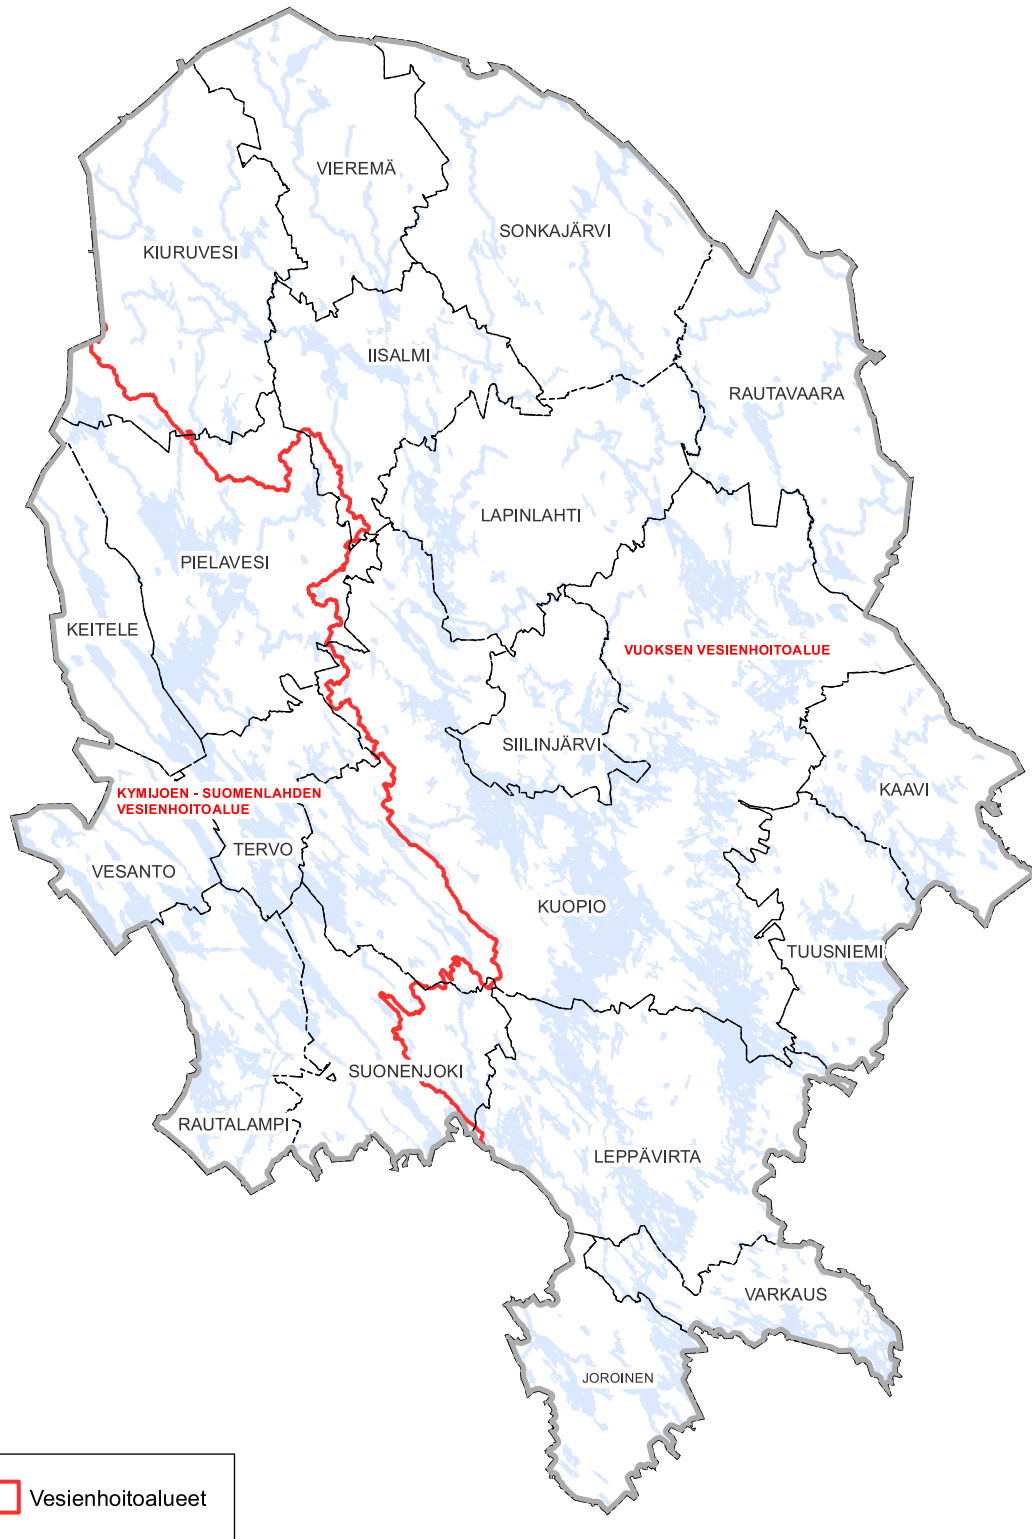 VIEREMÄ
SONKAJÄRVI
KIURUVESI
IISALMI
RAUTAVAARA
LAPINLAHTI
PIELAVESI
KEITELE
VUOKSEN VESIENHOITOALUE
SIILINJÄRVI
KAAVI
KYMIJOEN - SUOMENLAHDEN
VESIENHOITOALUE
TERVO
VESANTO
KUOPIO
TUUSNIEMI
SUONENJOKI
RAUTALAMPI
LEPPÄVIRTA
VARKAUS
JOROINEN
Vesienhoitoalueet